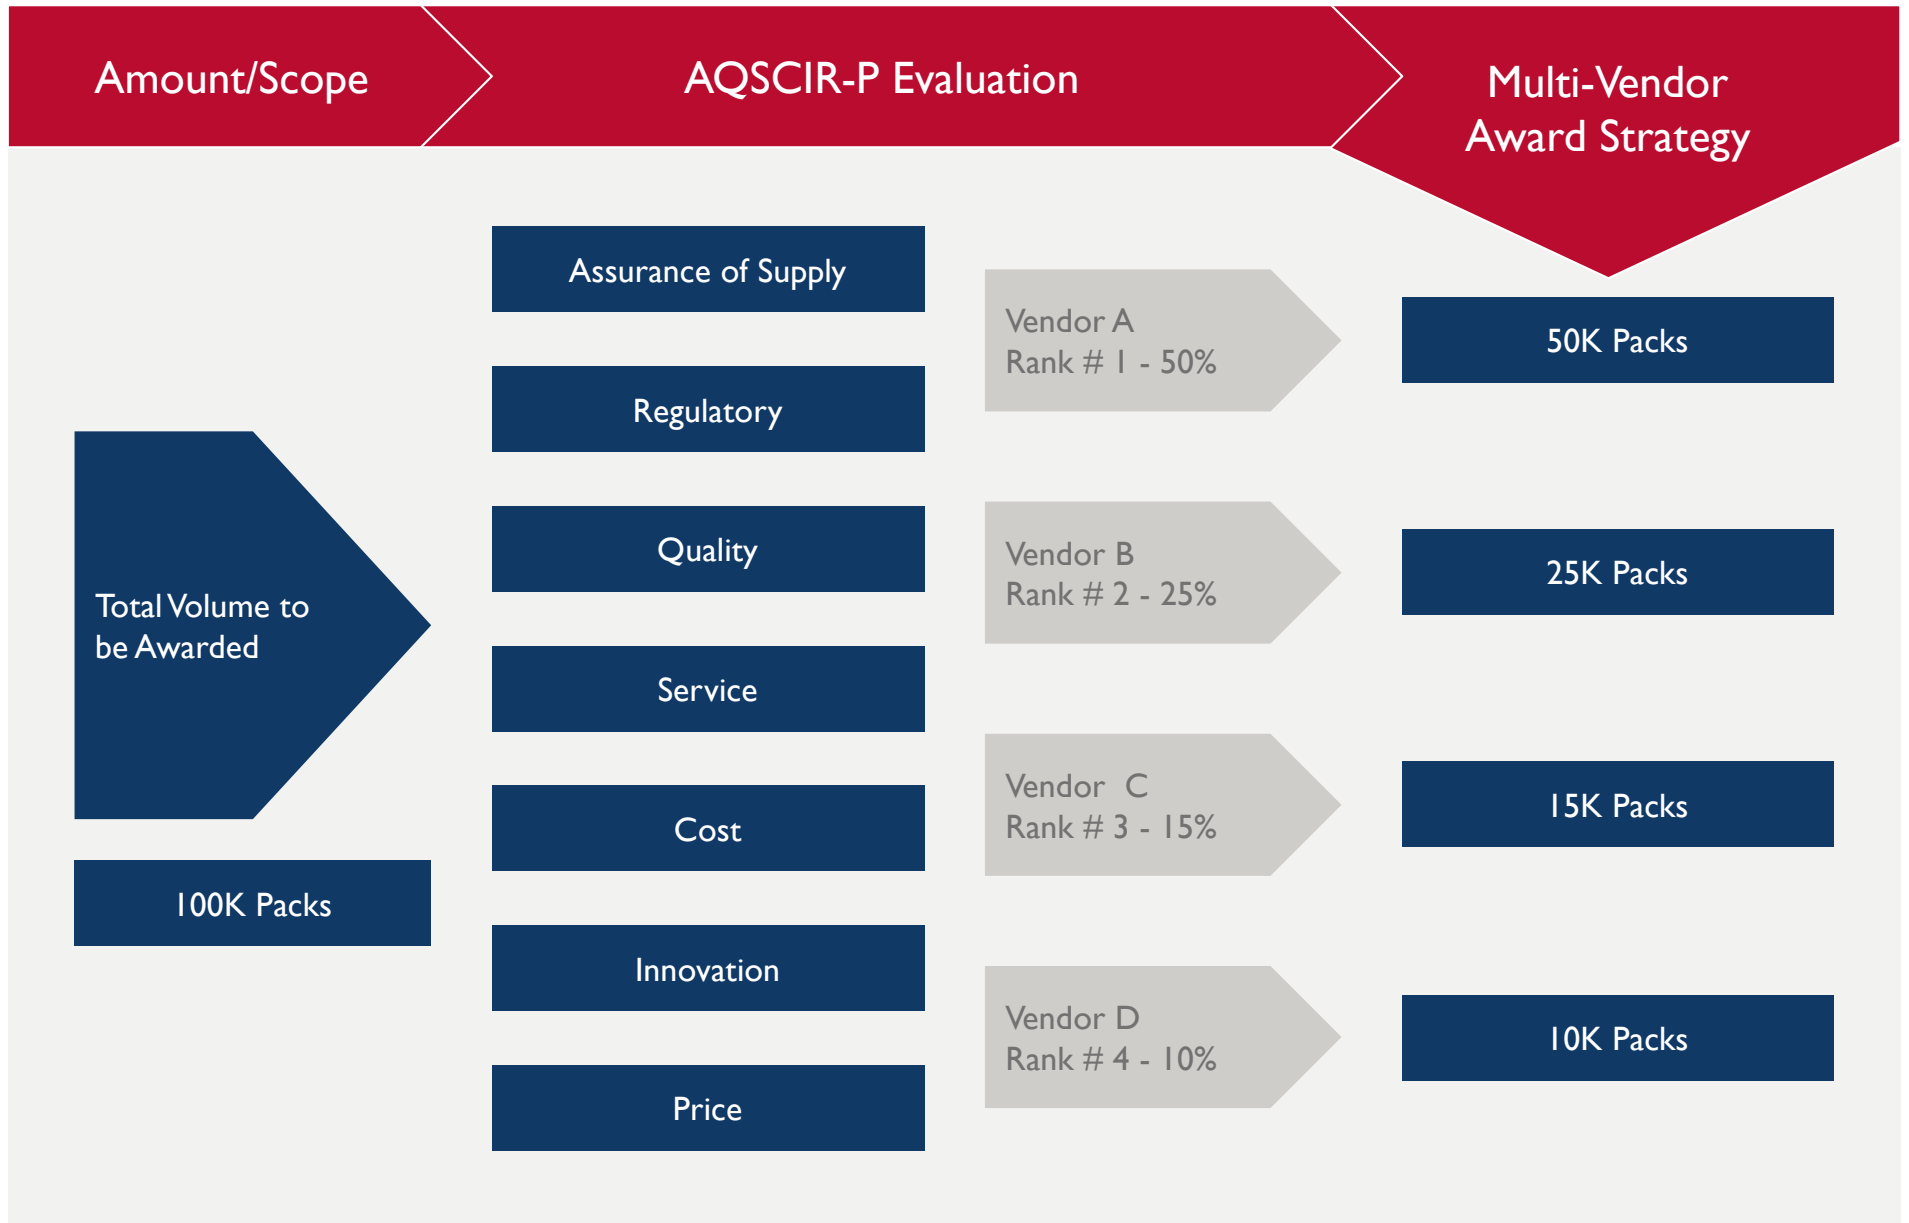 Amount/Scope
AQSCIR-P Evaluation
Multi-Vendor
Award Strategy
Total Volume to
be Awarded
100K Packs
Assurance of Supply
Regulatory
Quality
Service
Cost
Innovation
Price
Vendor A
Rank # 1 - 50%
Vendor B
Rank # 2 - 25%
Vendor C
Rank # 3 - 15%
Vendor D
Rank # 4 - 10%
50K Packs
25K Packs
15K Packs
10K Packs